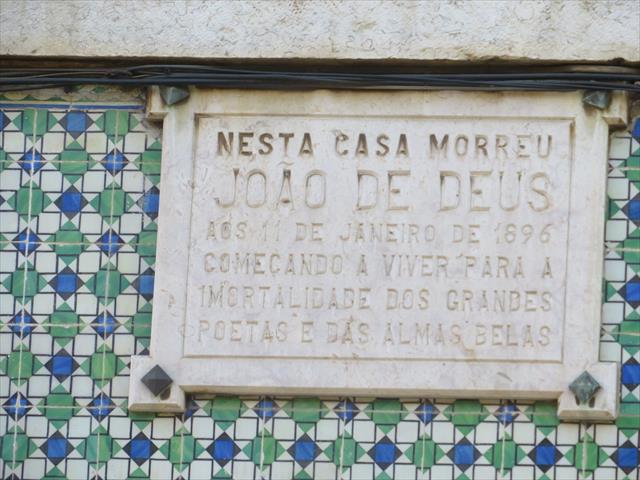 NESTA CASA MORREU
JOÃO DE DEUS
AOS 11 DE JANEIRO DE 1896
COMEÇANDO A VIVER PARA A
IMORTALIDADE DOS GRANDES
POETAS E DAS ALMAS BELAS